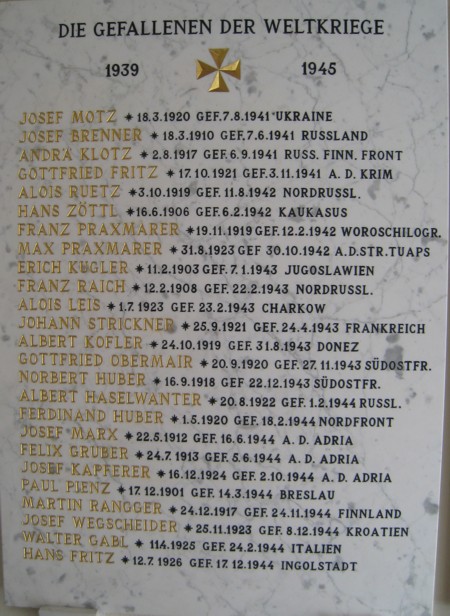 DIE GEFALLENEN DER WELTKRIEGE
1939 1945
JOSEF MOTZ *18.3.1920 GEF.7.8.1941 UKRAINE
JOSEF BRENNER *18.3.1910 GEF.7.6.1941 RUSSLAND
ANDRÄ KLOTZ *2.8.1917 GEF.6.9.1941 RUSS. FINN. FRONT
GOTTFRIED FRITZ *17.10.1921 GEF.3.11.1941 A. D. KRIM
ALOIS RUETZ *3.10.1919 GEF.11.8.1942 NORDRUSSL.
HANS ZÖTTL *16.6.1906 GEF.6.2.1942 KAUKASUS
FRANZ PRAXMARER *19.11.1919 GEF.12.2.1942 WOROSCHILOGR.
MAX PRAXMARER *31.8.1923 GEF 30.10.1942 A.D.STR.TUAPS
ERICH KUGLER *11.2.1903 GEF.7.1.1943 JUGOSLAWIEN
FRANZ RAICH *12.2.1908 GEF.22.2.1943 NORDRUSSL.
ALOIS LEIS *1.7.1923 GEF.23.2.1943 CHARKOW
JOHANN STRICKNER *25.9.1921 GEF.24.4.1943 FRANKREICH
ALBERT KOFLER *24.10.1919 GEF.31.8.1943 DONEZ
GOTTFRIED OBERMAIR *20.9.1920 GEF.27.11.1943 SÜDOSTFR.
NORBERT HUBER *16.9.1918 GEF 22.12.1943 SÜDOSTFR.
ALBERT HASELWANTER *20.8.1922 GEF.1.2.1944 RUSSL.
FERDINAND HUBER *1.5.1920 GEF.18.2.1944 NORDFRONT
JOSEF MARX *22.5.1912 GEF.16.6.1944 A. D. ADRIA
FELIX GRUBER *24.7.1913 GEF.5.6.1944 A. D. ADRIA
JOSEF KAPFERER *16.12.1924 GEF.2.10.1944 A. D. ADRIA
PAUL PIENZ *17.12.1901 GEF.14.3.1944 BRESLAU
MARTIN RANGGER *24.12.1917 GEF.24.11.1944 FINNLAND
JOSEF WEGSCHEIDER *25.11.1923 GEF.8.12.1944 KROATIEN
WALTER GABL *11.4.1925 GEF.24.2.1944 ITALIEN
HANS FRITZ *12.7.1926 GEF.17.12.1944 INGOLSTADT